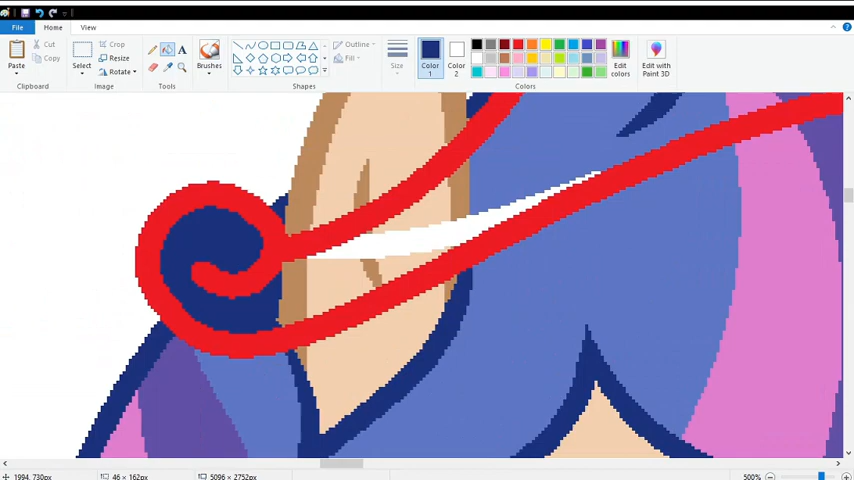 File Home View
Paste
Cut
Copy
Clipboard
Select
Crop
Resize
Rotate
Image
A
Tools
Brushes
Shapes
Outline
Fill
Size
Color 1
Color 2
Colors
Edit colors
Edit with Paint 3D
1994, 730px 46 × 162px 5096 × 2752px 500%